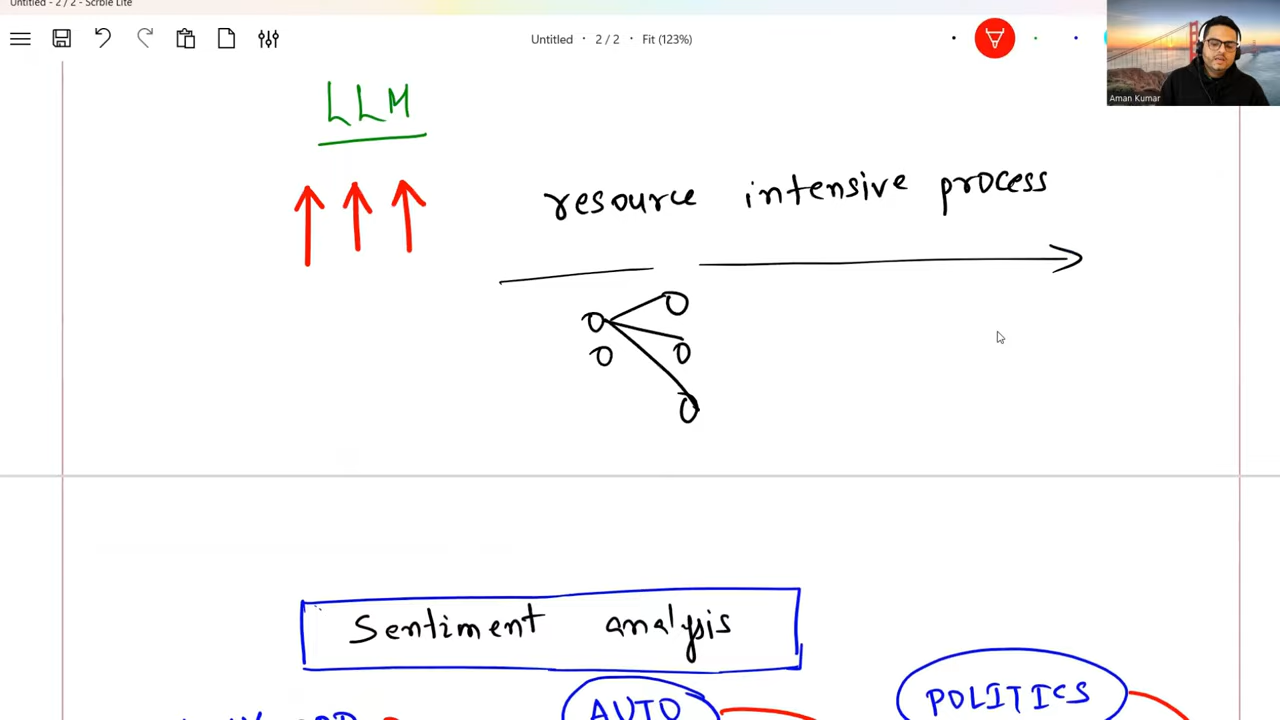 Untitled - 2 / 2 - Scrble Lite
Untitled • 2 / 2 • Fit (123%)
Aman Kumar
LLM
resource intensive process
Sentiment analysis
AUTO
POLITICS